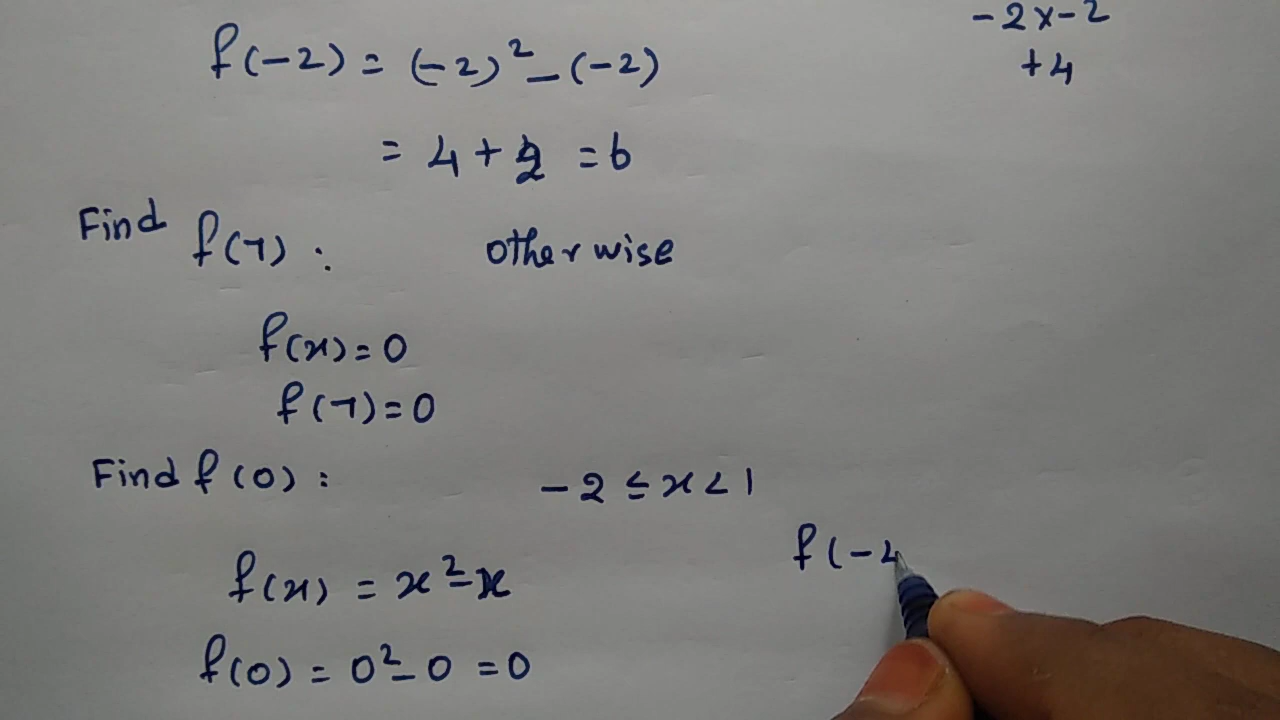 f(-2) = (-2)² - (-2)
-2x-2
+4
= 4 + 2 = 6
Find f(7) :
otherwise
f(x) = 0
f(7) = 0
Find f(0) :
-2 ≤ x < 1
f(-4
f(x) = x² - x
f(0) = 0² - 0 = 0